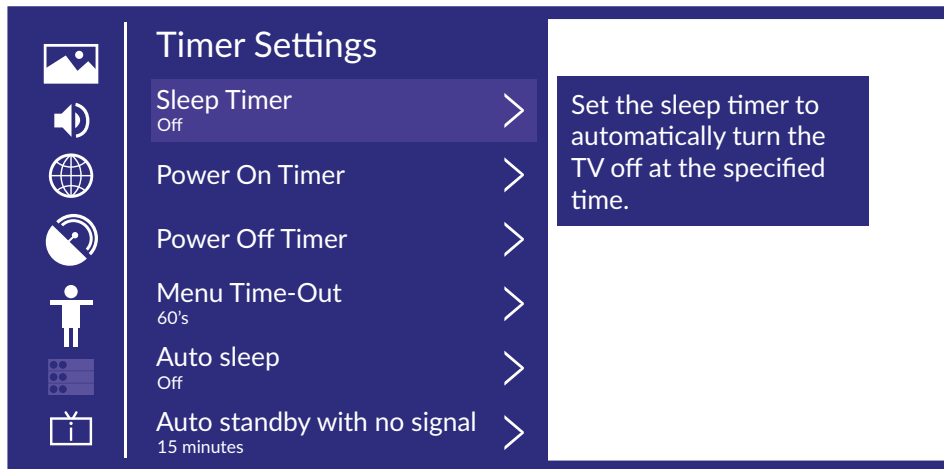 Timer Settings
Sleep Timer
Off
Power On Timer
Power Off Timer
Menu Time-Out
60's
Auto sleep
Off
Auto standby with no signal
15 minutes
Set the sleep timer to
automatically turn the
TV off at the specified
time.